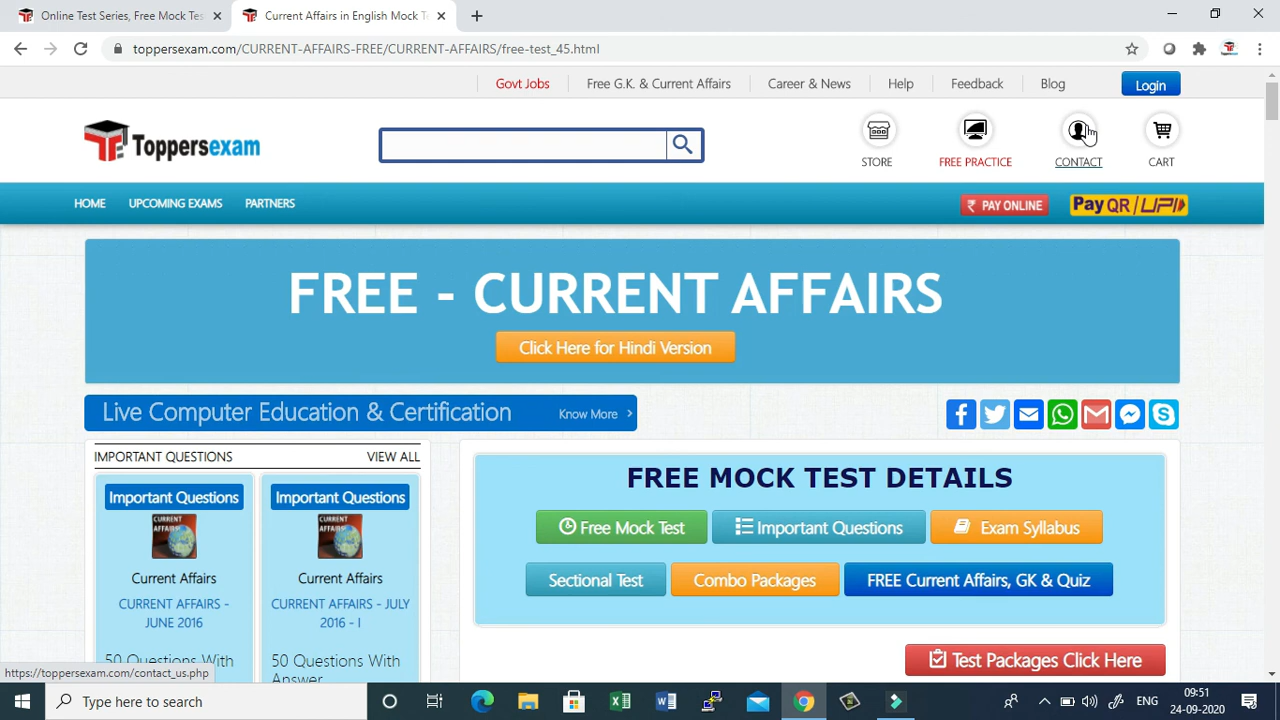 Online Test Series, Free Mock Tes
Current Affairs in English Mock T
toppersexam.com/CURRENT-AFFAIRS-FREE/CURRENT-AFFAIRS/free-test_45.html
Govt Jobs
Free G.K. & Current Affairs
Career & News
Help
Feedback
Blog
Login
Toppersexam
STORE
FREE PRACTICE
CONTACT
CART
HOME
UPCOMING EXAMS
PARTNERS
₹ PAY ONLINE
Pay QR/UPI
FREE - CURRENT AFFAIRS
Click Here for Hindi Version
Live Computer Education & Certification
Know More
IMPORTANT QUESTIONS
VIEW ALL
Important Questions
CURRENT AFFAIRS
Current Affairs
CURRENT AFFAIRS -
JUNE 2016
50 Questions With
Important Questions
CURRENT AFFAIRS
Current Affairs
CURRENT AFFAIRS - JULY
2016 - I
50 Questions With
Answer
FREE MOCK TEST DETAILS
Free Mock Test
Important Questions
Exam Syllabus
Sectional Test
Combo Packages
FREE Current Affairs, GK & Quiz
Test Packages Click Here
https://toppersexam.com/contact_us.php
Type here to search
ENG
09:51
24-09-2020